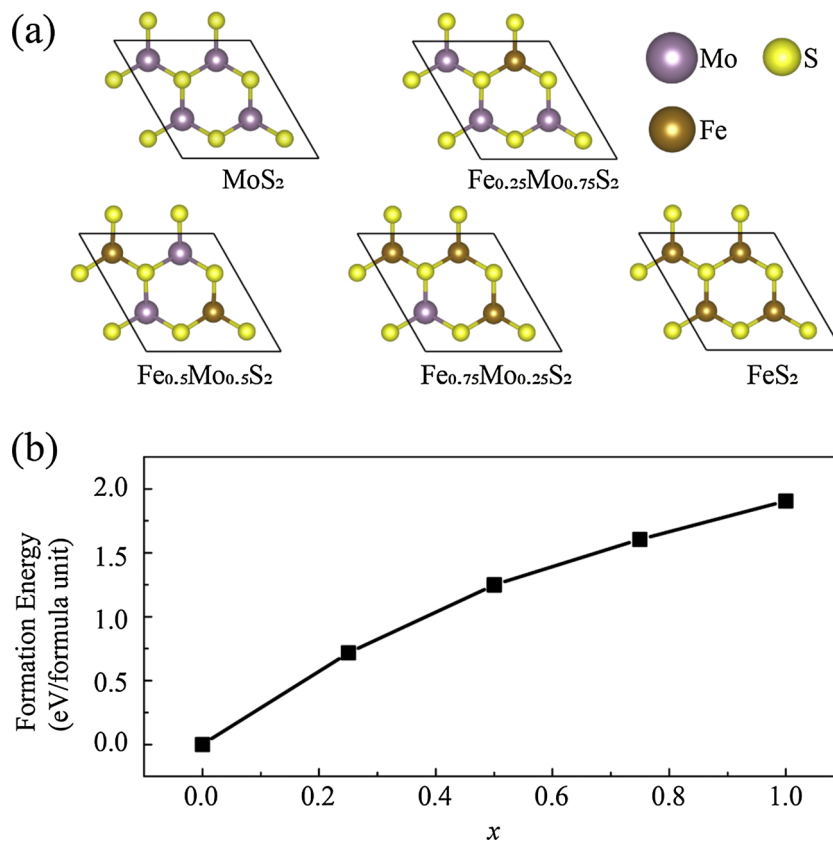 (a)
Mo
S
Fe
MoS₂
Fe₀.₂₅Mo₀.₇₅S₂
Fe₀.₅Mo₀.₅S₂
Fe₀.₇₅Mo₀.₂₅S₂
FeS₂
(b)
Formation Energy
(eV/formula unit)
2.0
1.5
1.0
0.5
0.0
0.0 0.2 0.4 0.6 0.8 1.0
x